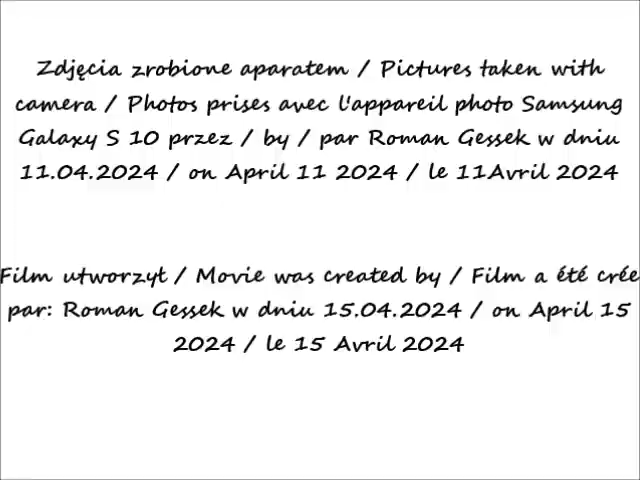 Zdjęcia zrobione aparatem / Pictures taken with
camera / Photos prises avec l'appareil photo Samsung
Galaxy S 10 przez / by / par Roman Gessek w dniu
11.04.2024 / on April 11 2024 / le 11Avril 2024
Film utworzył / Movie was created by / Film a été crée
par: Roman Gessek w dniu 15.04.2024 / on April 15
2024 / le 15 Avril 2024